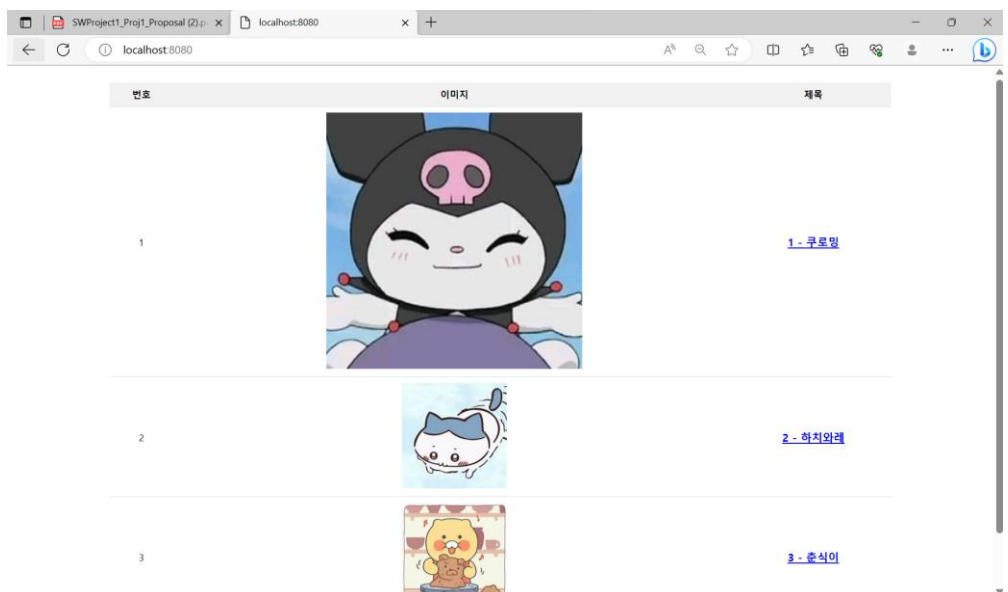 SWProject1_Proj1_Proposal (2).p
localhost:8080
localhost:8080
번호 이미지 제목
1 1 - 쿠로밍
2 2 - 하치와레
3 3 - 춘식이